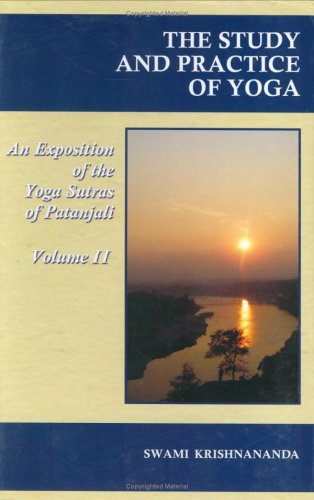 THE STUDY
AND PRACTICE
OF YOGA
An Exposition
of the
Yoga Sutras
of Patanjali
Volume II
SWAMI KRISHNANANDA